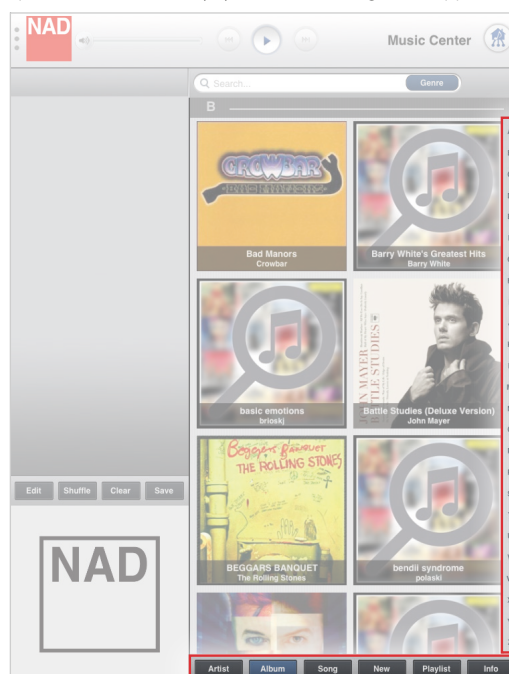 NAD
Music Center
Search...
Genre
B
CROWBAR
BAD MANORS
Bad Manors
Crowbar
Barry White's Greatest Hits
Barry White
basic emotions
brioskj
JOHN MAYER
BATTLE STUDIES
Battle Studies (Deluxe Version)
John Mayer
Beggars Banquet
THE ROLLING STONES
BEGGARS BANQUET
The Rolling Stones
bendii syndrome
polaski
Edit
Shuffle
Clear
Save
NAD
Artist
Album
Song
New
Playlist
Info